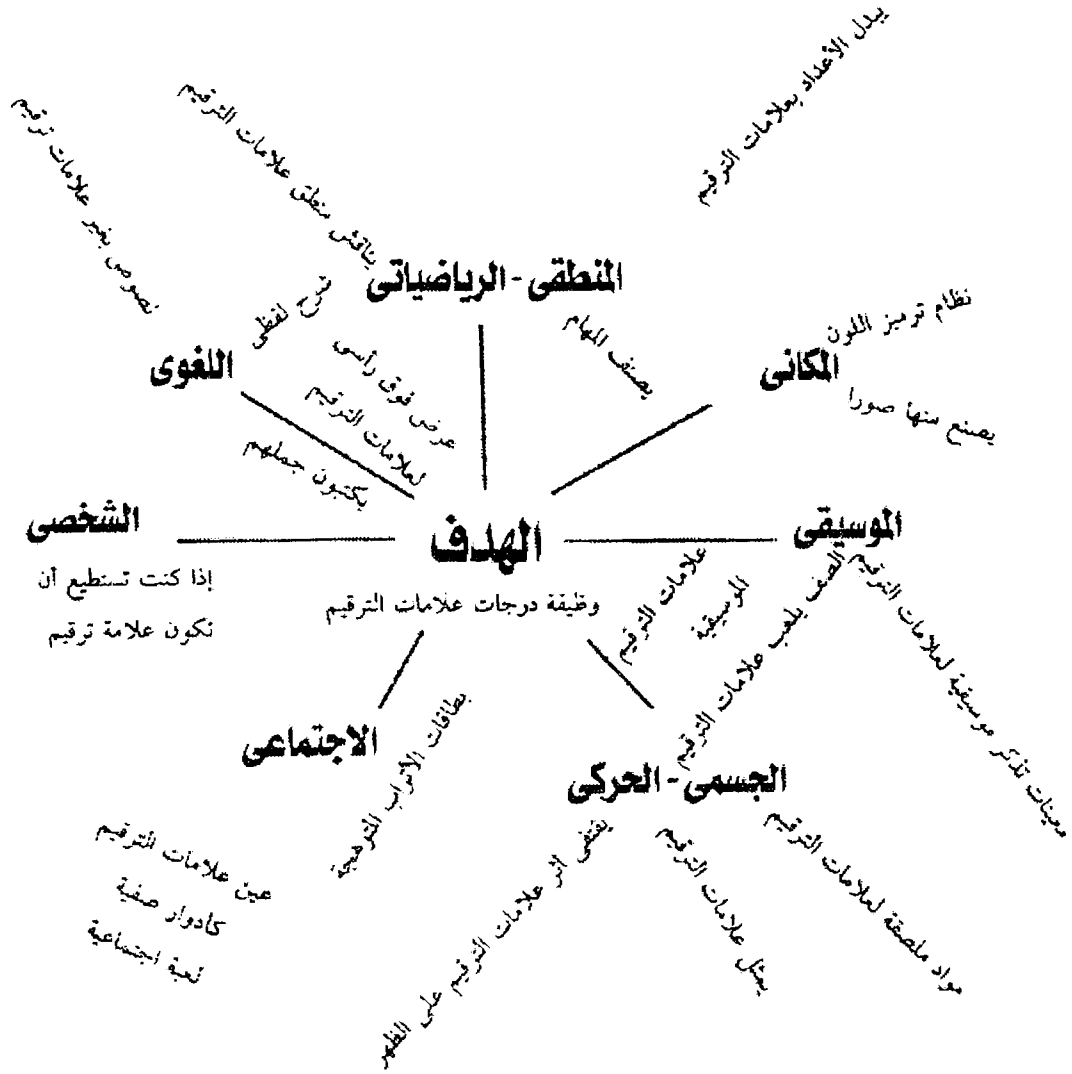 يبدل الأعداد بعلامات الترقيم
يناقش منطق علامات الترقيم
نصوص بغير علامات ترقيم
المنطقى - الرياضياتى
شرح لفظى
يصنف المهام
نظام ترميز اللون
المكانى
يصنع منها صورا
اللغوى
عرض فوق رأسى
لعلامات الترقيم
يكتبون جملهم
الشخصى
إذا كنت تستطيع أن
تكون علامة ترقيم
الهدف
وظيفة درجات علامات الترقيم
الموسيقى
علامات الترقيم
الموسيقية
الصف يلعب علامات الترقيم
معينات تذكر موسيقية لعلامات الترقيم
الاجتماعى
بطاقات الأتراب
عين علامات الترقيم
كادوار صفية
لعبة اجتماعية
الجسمى - الحركى
يقتفى اثر علامات الترقيم على الظهر
يمثل علامات الترقيم
مواد ملصقة لعلامات الترقيم